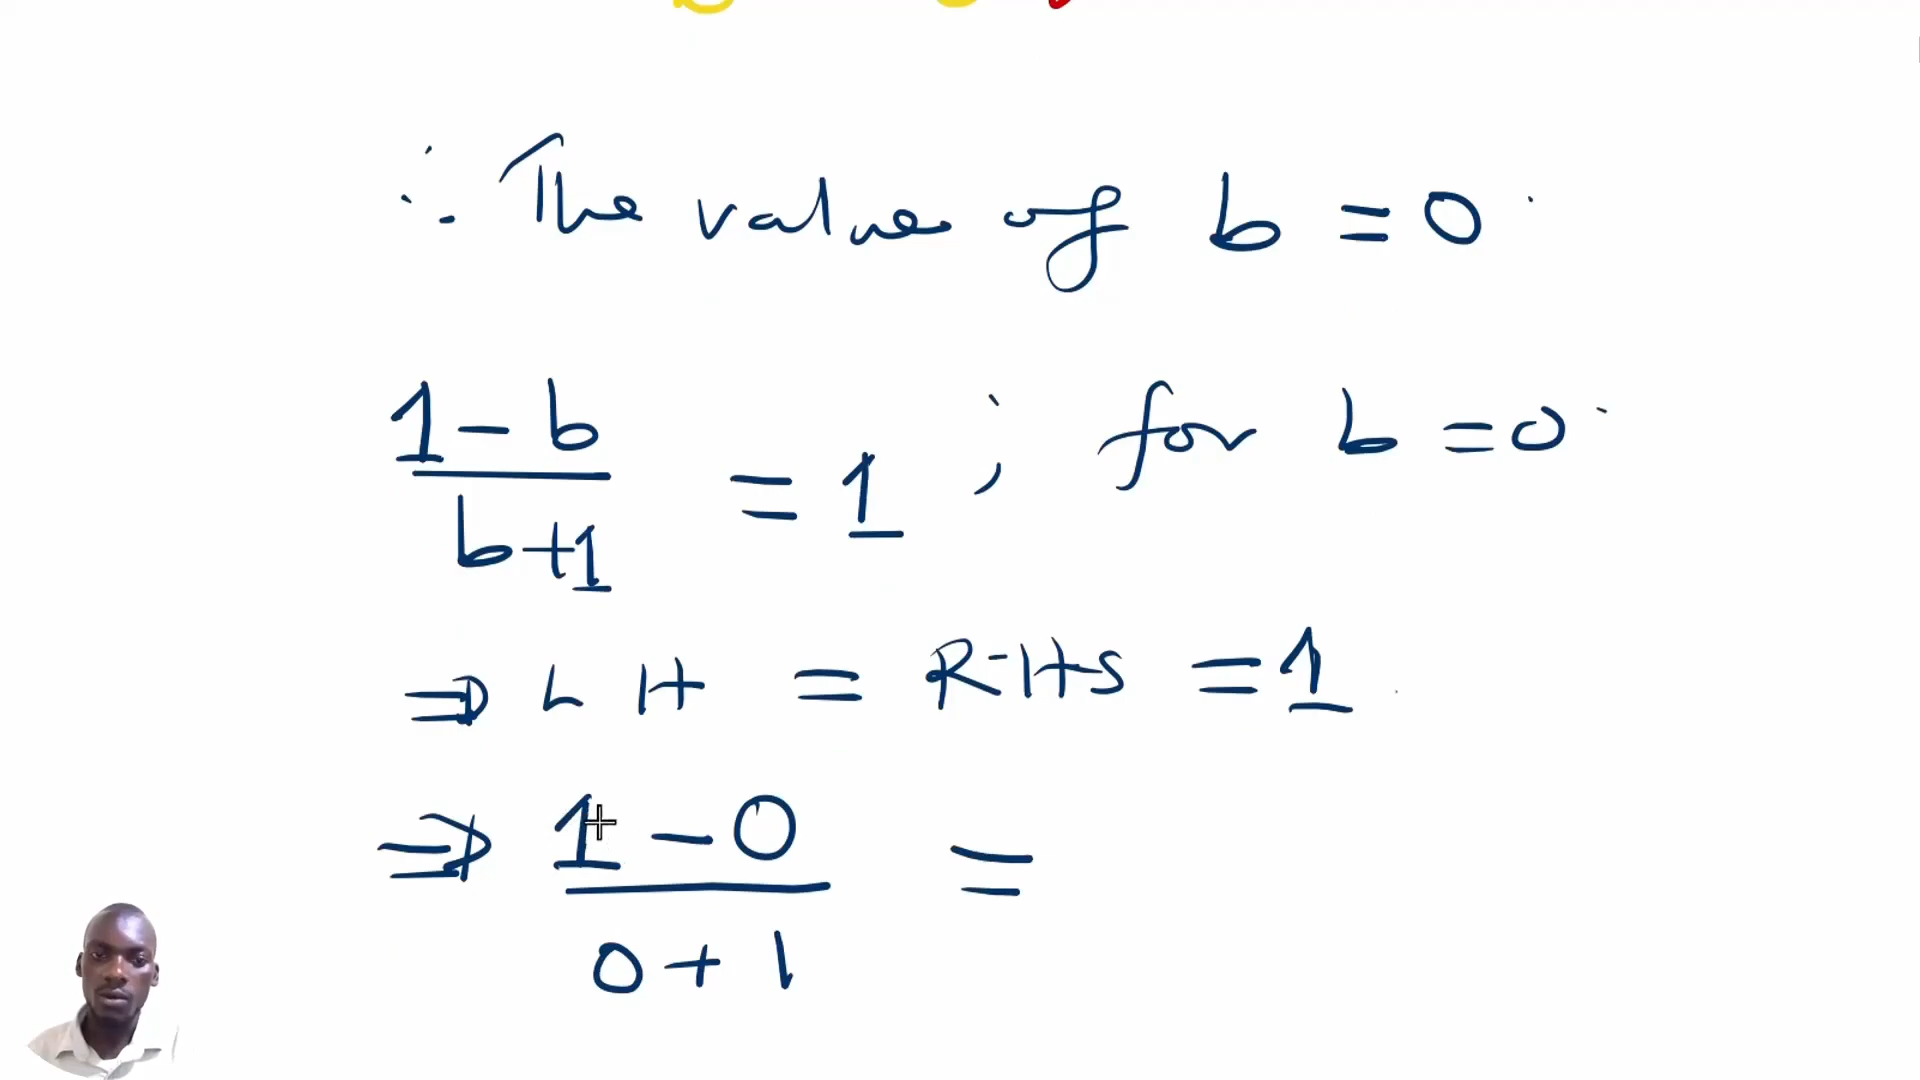 ∴ The value of b = 0.
1 - b / b + 1 = 1 ; for b = 0.
⇒ L H = R-H-S = 1
⇒ 1 - 0 / 0 + 1 =